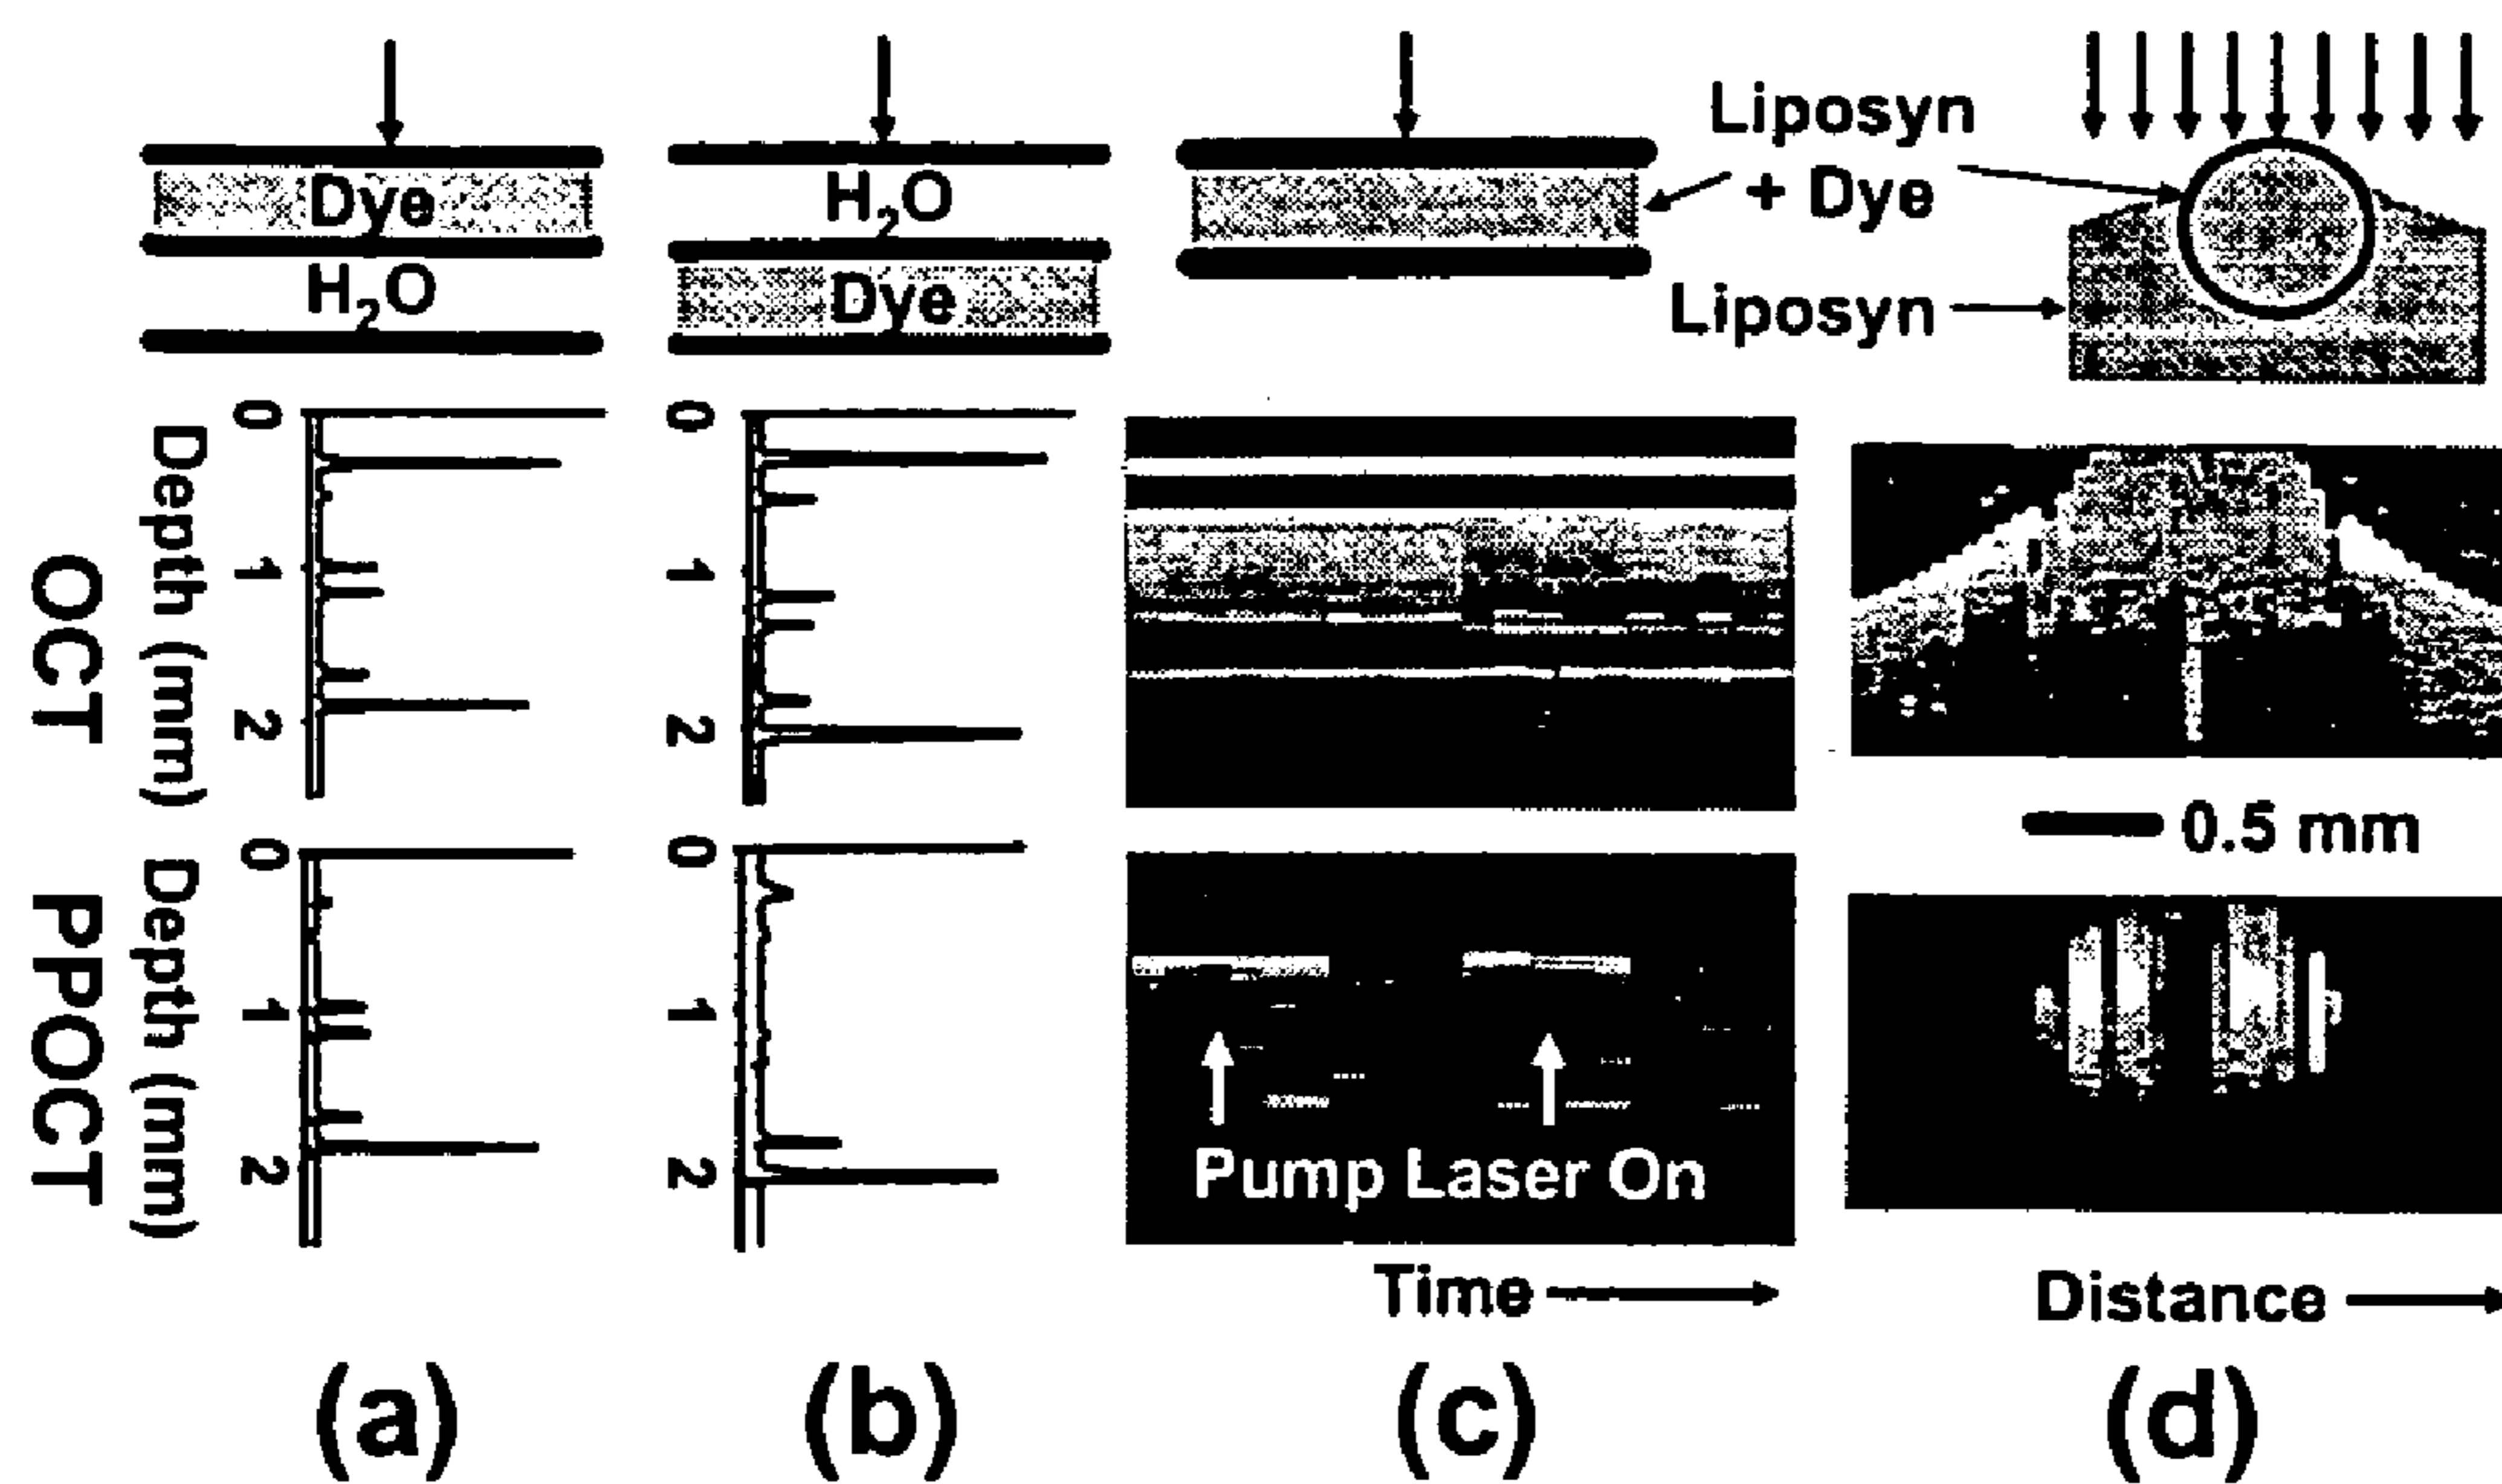 Dye
H₂O
H₂O
Dye
Liposyn
+ Dye
Liposyn
OCT
Depth (mm)
0
1
2
0
1
2
0.5 mm
PPOCT
Depth (mm)
0
1
2
0
1
2
Pump Laser On
Time
Distance
(a)
(b)
(c)
(d)